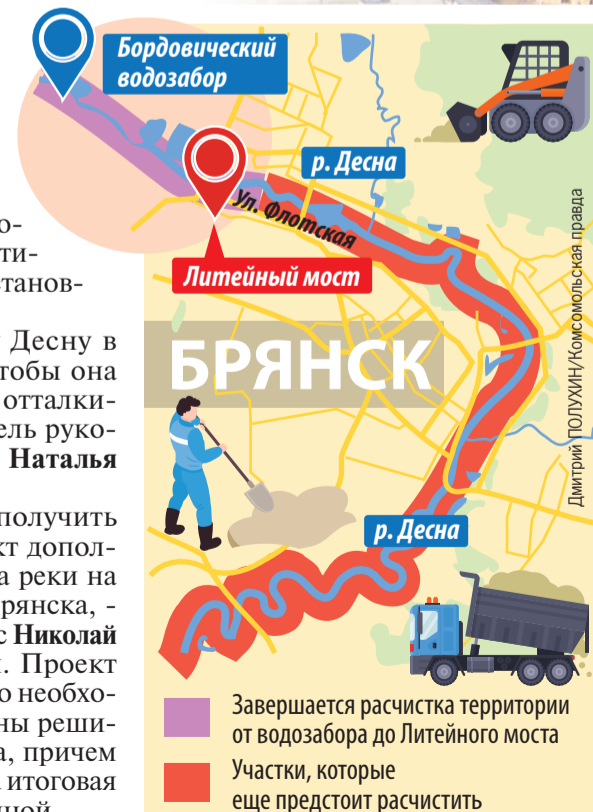 Бордовический
водозабор
р. Десна
Ул. Флотская
Литейный мост
БРЯНСК
р. Десна
Дмитрий ПОЛУХИН/Комсомольская правда
Завершается расчистка территории
от водозабора до Литейного моста
Участки, которые
еще предстоит расчистить
о-
ти-
танов-
Десну в
тобы она
отталки-
ель руко-
Наталья
получить
кт допол-
а реки на
рянска, -
с Николай
. Проект
о необхо-
ны реши-
а, причем
итоговая